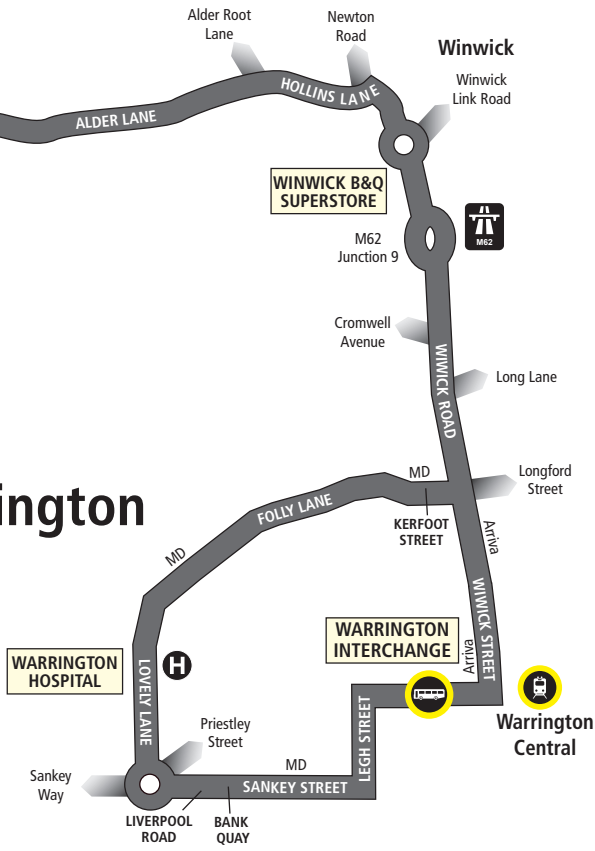 Alder Root
Lane
Newton
Road
Winwick
Winwick
Link Road
HOLLINS LANE
ALDER LANE
WINWICK B&Q
SUPERSTORE
M62
M62
Junction 9
Cromwell
Avenue
WIWICK ROAD
Long Lane
MD
Longford
Street
ington
FOLLY LANE
KERFOOT
STREET
Arriva
MD
WIWICK STREET
WARRINGTON
INTERCHANGE
Arriva
WARRINGTON
HOSPITAL
H
LOVELY LANE
LEGH STREET
Warrington
Central
Priestley
Street
Sankey
Way
MD
SANKEY STREET
LIVERPOOL
ROAD
BANK
QUAY